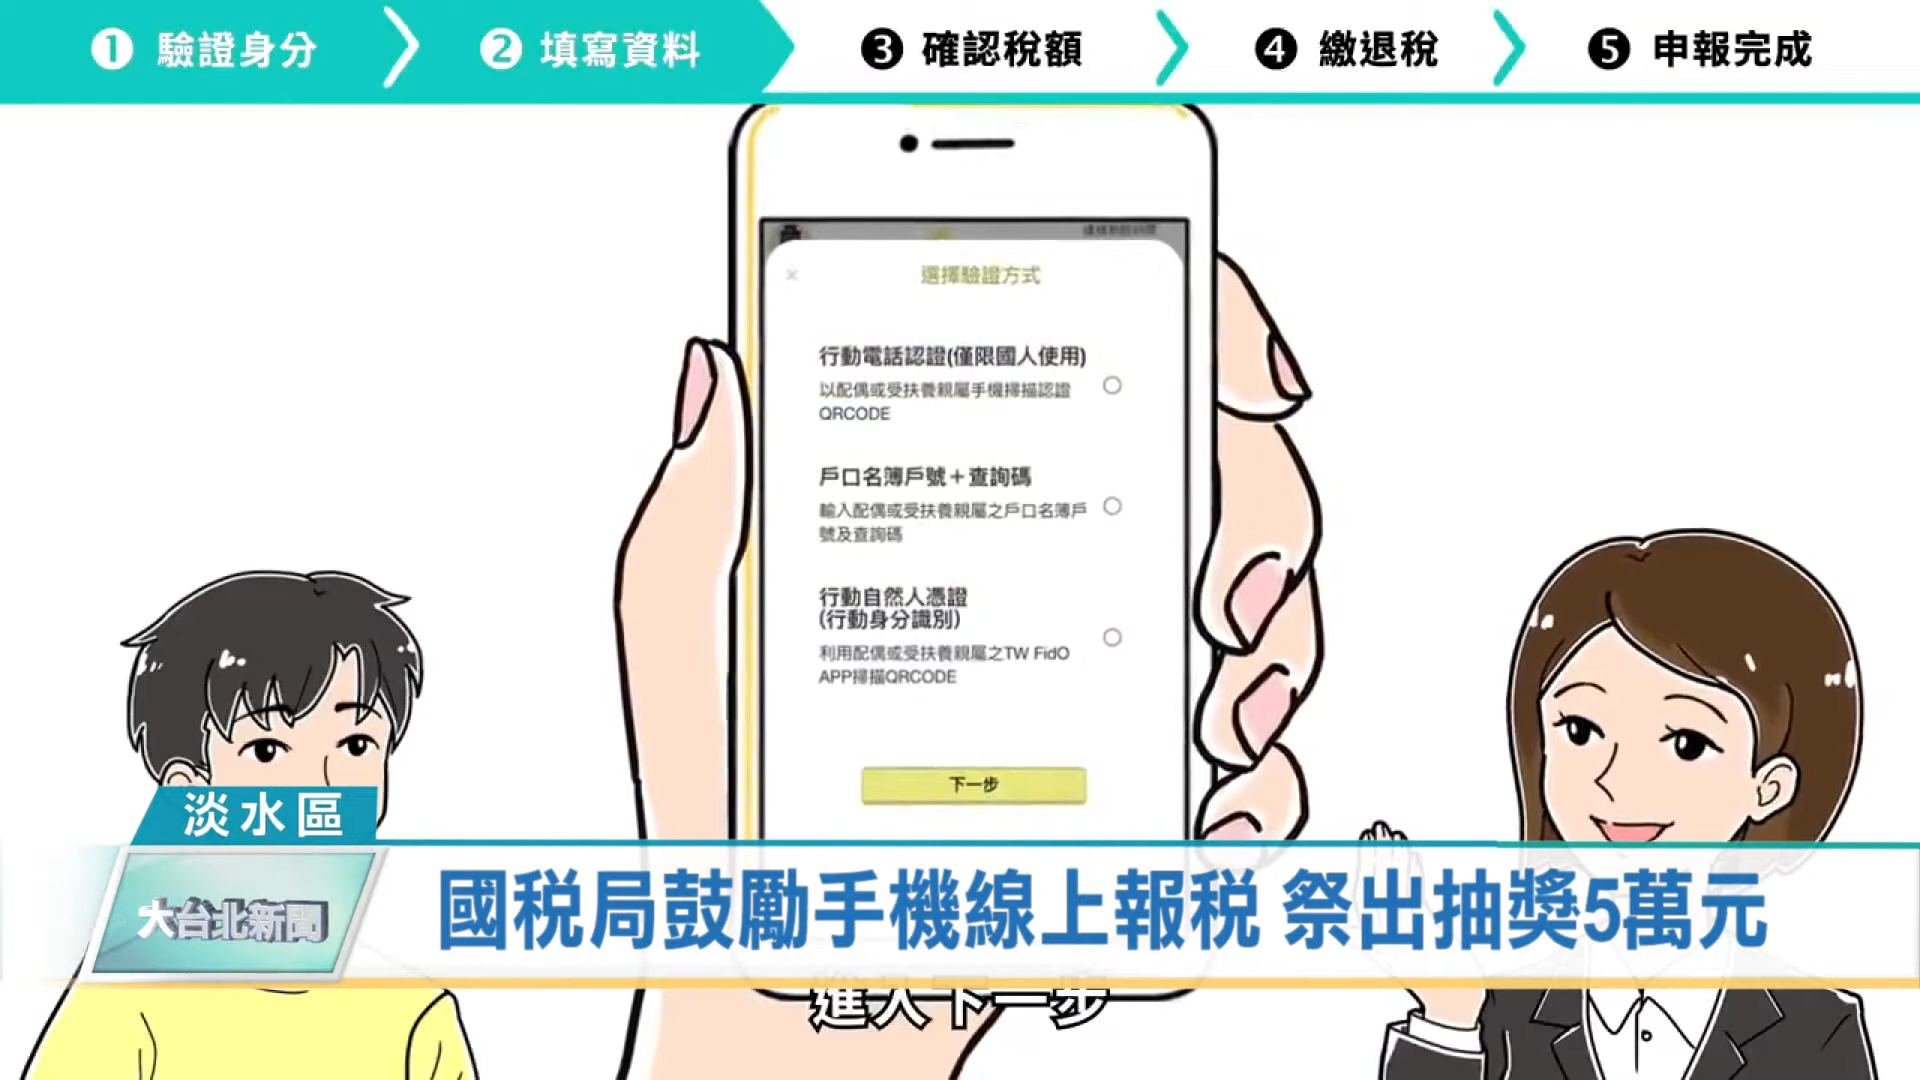 ❶ 驗證身分
❷ 填寫資料
❸ 確認稅額
❹ 繳退稅
❺ 申報完成
×
選擇驗證方式
行動電話認證(僅限國人使用)
以配偶或受扶養親屬手機掃描認證
QRCODE
戶口名簿戶號＋查詢碼
輸入配偶或受扶養親屬之戶口名簿戶
號及查詢碼
行動自然人憑證
(行動身分識別)
利用配偶或受扶養親屬之TW FidO
APP掃描QRCODE
下一步
淡水區
大台北新聞
國稅局鼓勵手機線上報稅 祭出抽獎5萬元
進入下一步